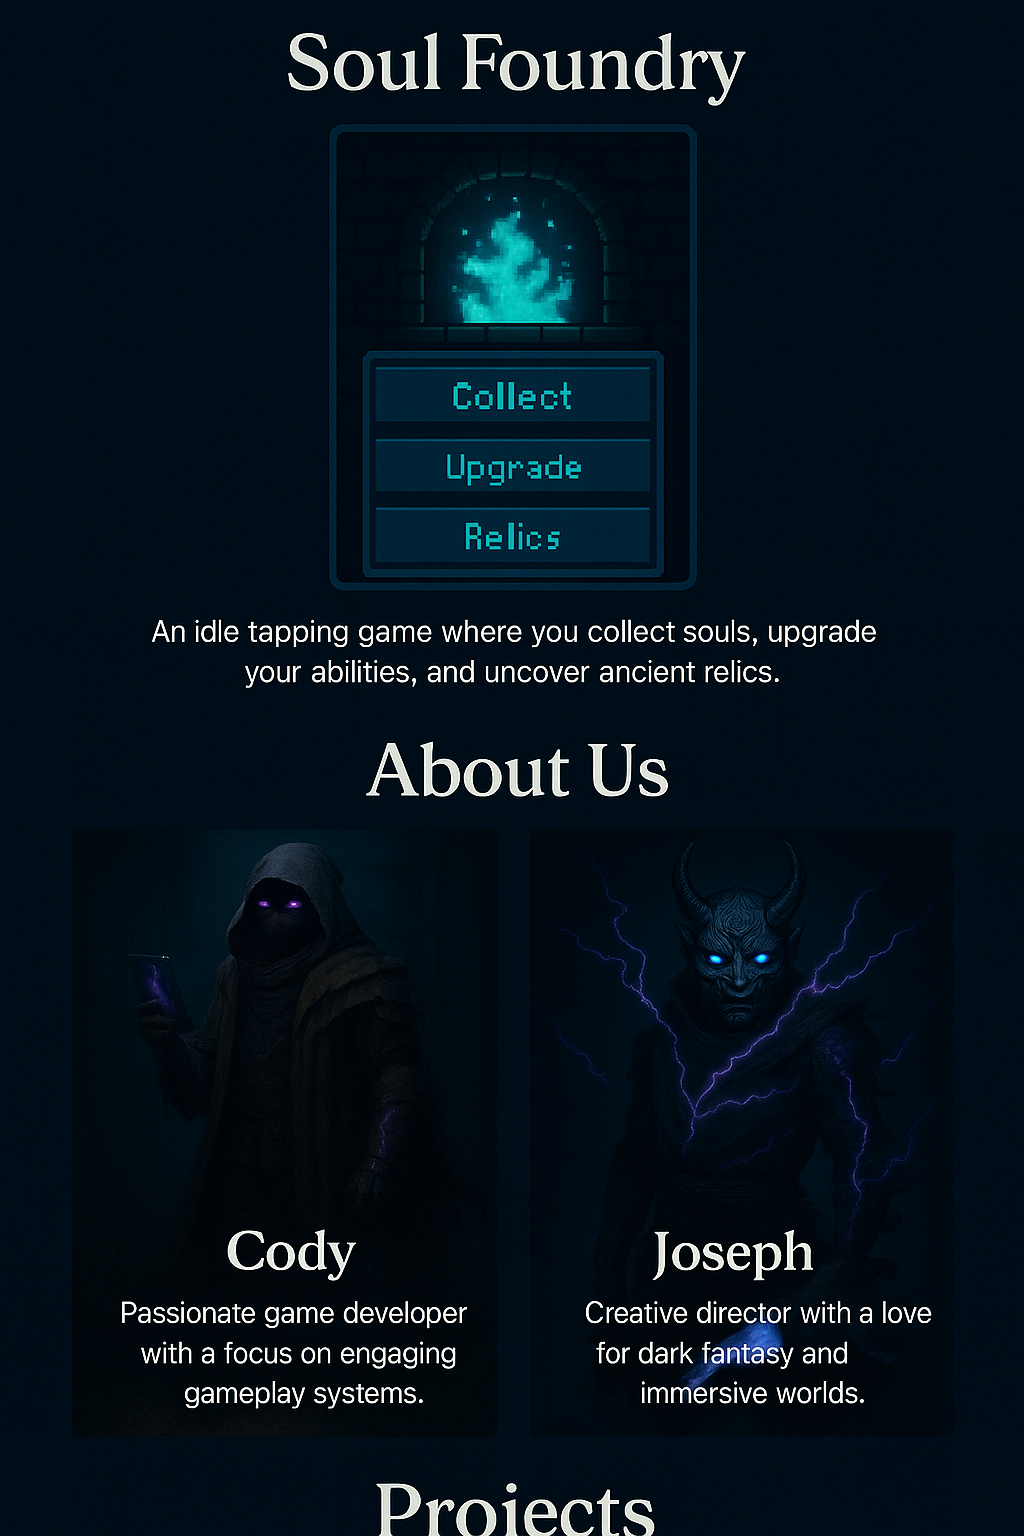 Soul Foundry
Collect
Upgrade
Relics
An idle tapping game where you collect souls, upgrade
your abilities, and uncover ancient relics.
About Us
Cody
Passionate game developer
with a focus on engaging
gameplay systems.
Joseph
Creative director with a love
for dark fantasy and
immersive worlds.
Projects